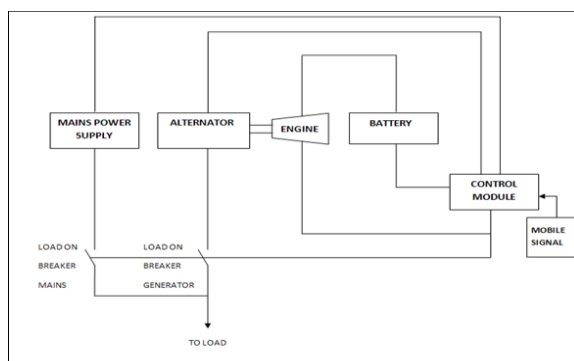 MAINS POWER
SUPPLY
ALTERNATOR
ENGINE
BATTERY
CONTROL
MODULE
MOBILE
SIGNAL
LOAD ON
BREAKER
MAINS
LOAD ON
BREAKER
GENERATOR
TO LOAD